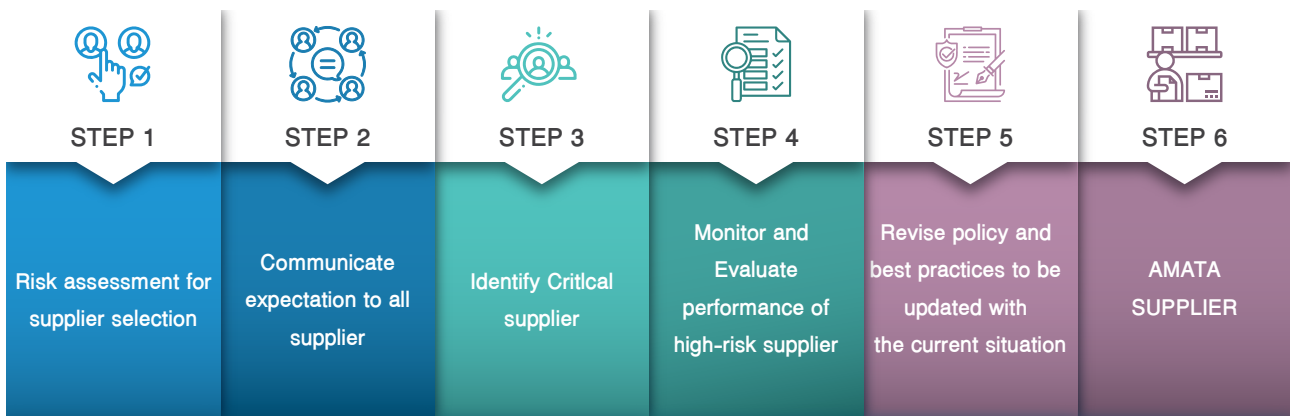 STEP 1
Risk assessment for
supplier selection
STEP 2
Communicate
expectation to all
supplier
STEP 3
Identify Critical
supplier
STEP 4
Monitor and
Evaluate
performance of
high-risk supplier
STEP 5
Revise policy and
best practices to be
updated with
the current situation
STEP 6
AMATA
SUPPLIER